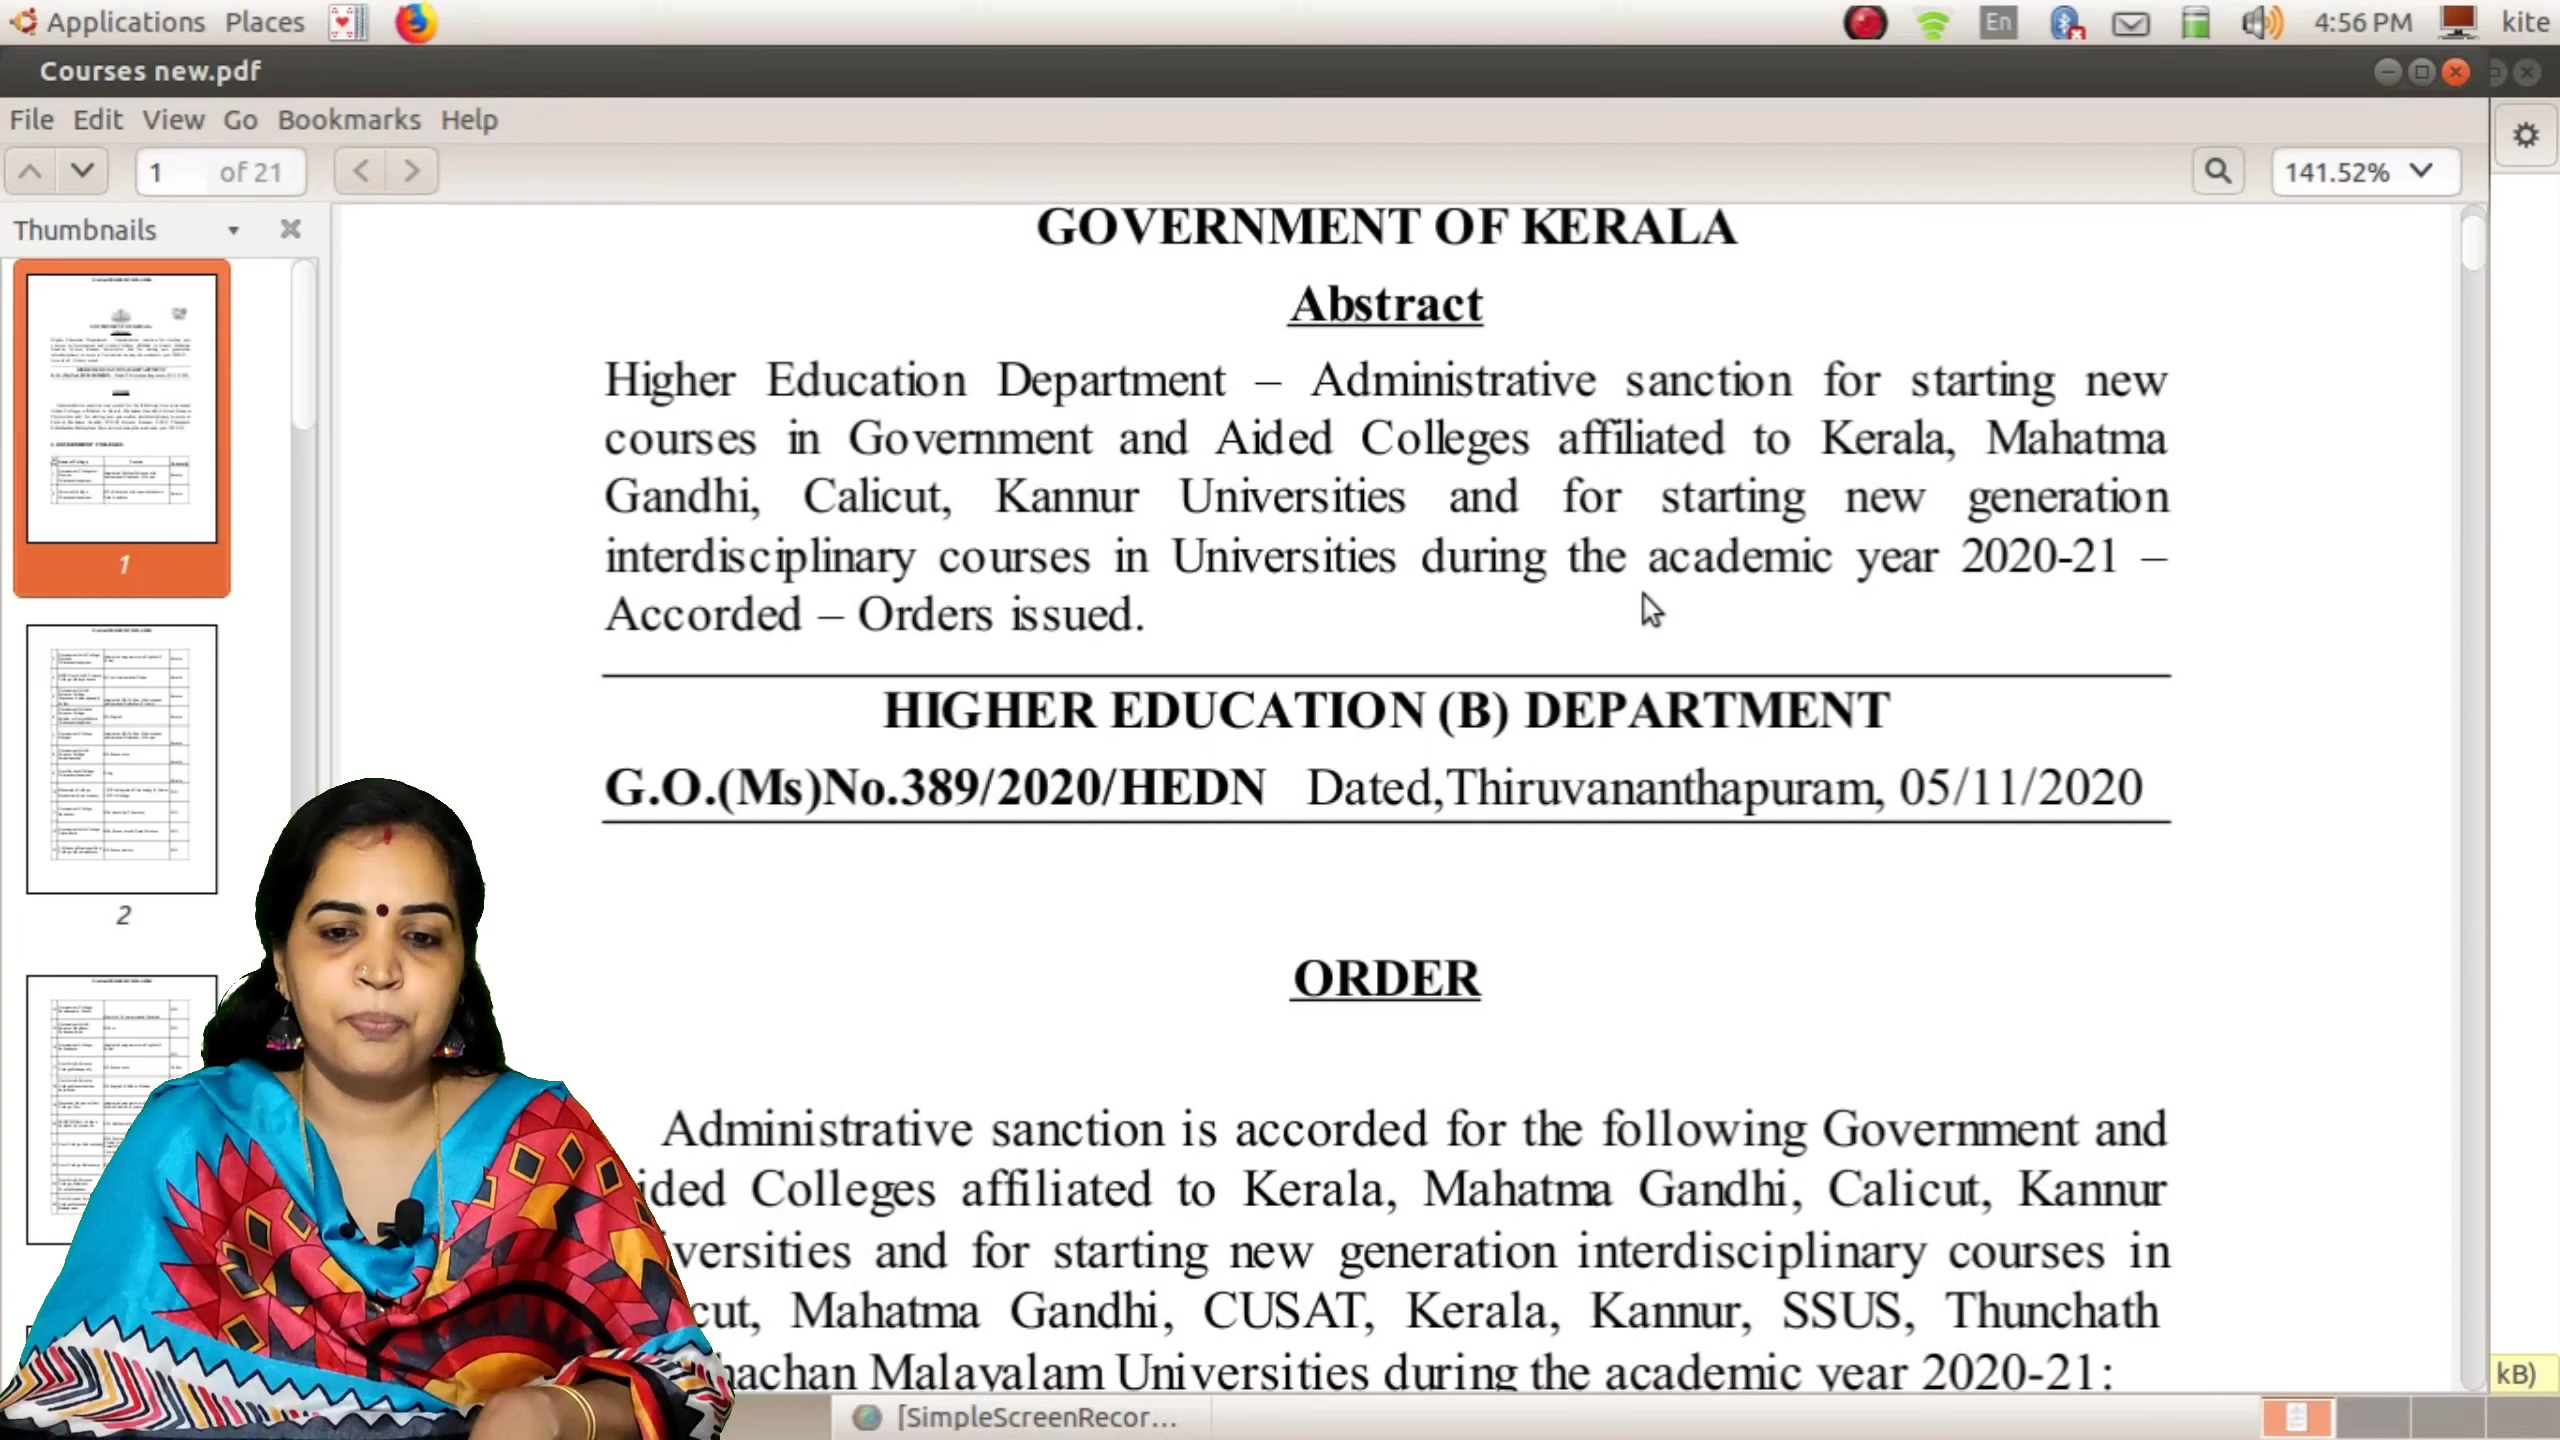 Applications Places En 4:56 PM kite
Courses new.pdf
File Edit View Go Bookmarks Help
1 of 21 141.52%
Thumbnails
1
2
GOVERNMENT OF KERALA
Abstract
Higher Education Department – Administrative sanction for starting new
courses in Government and Aided Colleges affiliated to Kerala, Mahatma
Gandhi, Calicut, Kannur Universities and for starting new generation
interdisciplinary courses in Universities during the academic year 2020-21 –
Accorded – Orders issued.
HIGHER EDUCATION (B) DEPARTMENT
G.O.(Ms)No.389/2020/HEDN Dated,Thiruvananthapuram, 05/11/2020
ORDER
Administrative sanction is accorded for the following Government and
ided Colleges affiliated to Kerala, Mahatma Gandhi, Calicut, Kannur
iversities and for starting new generation interdisciplinary courses in
cut, Mahatma Gandhi, CUSAT, Kerala, Kannur, SSUS, Thunchath
hachan Malayalam Universities during the academic year 2020-21:
kB)
[SimpleScreenRecor...